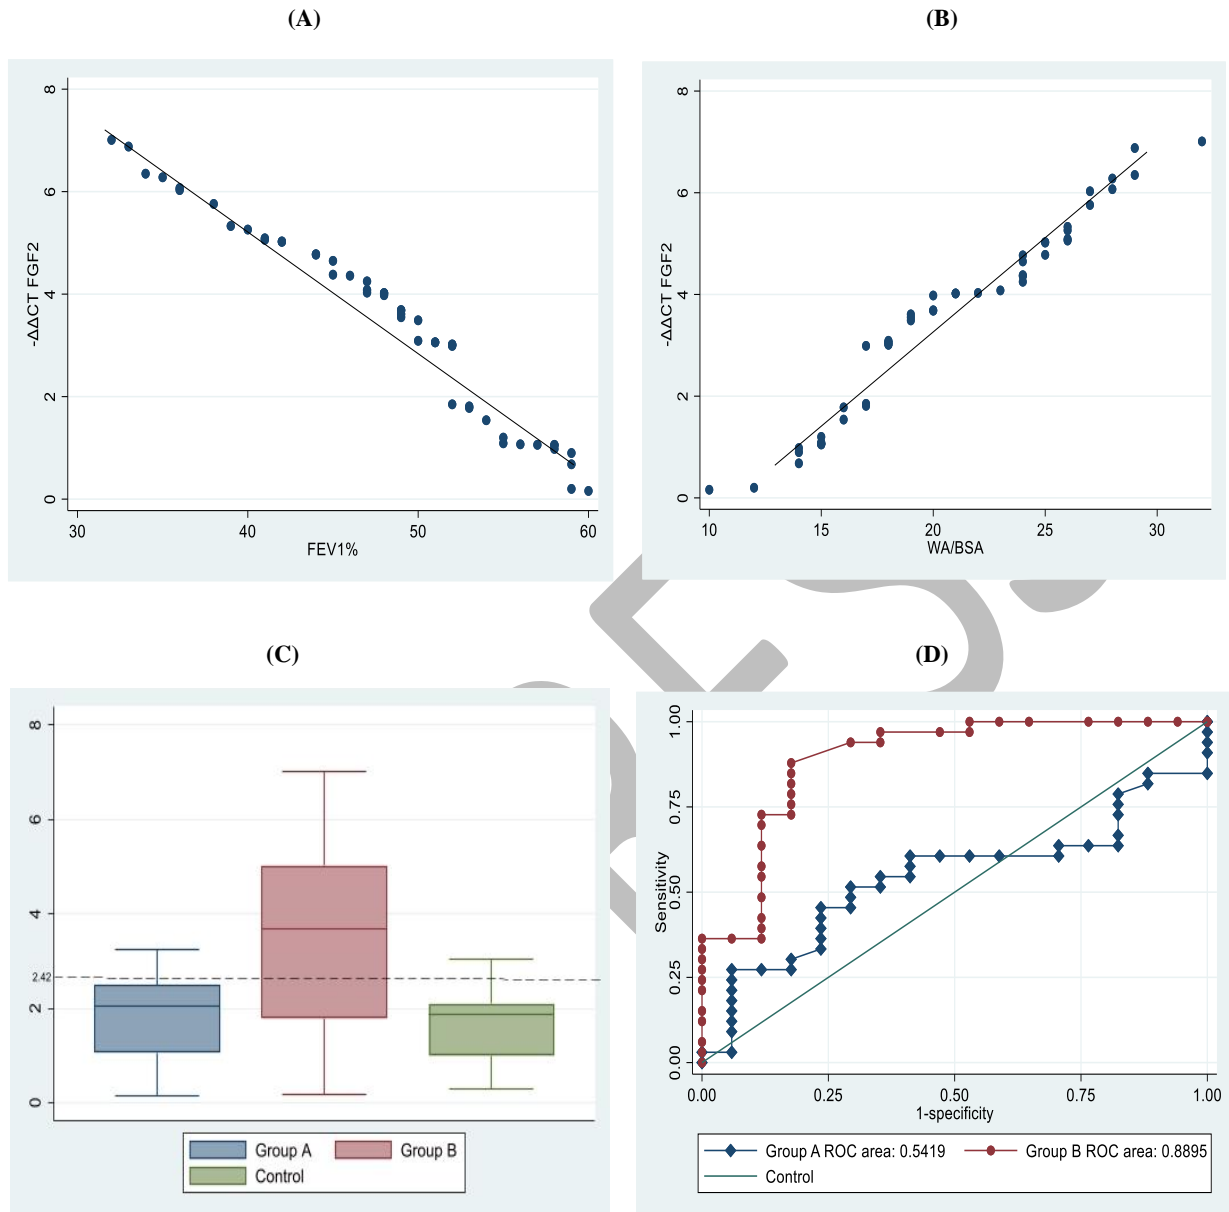 (A)
(B)
8
6
4
2
0
-ΔΔCT FGF2
30
40
50
60
FEV1%
8
6
4
2
0
-ΔΔCT FGF2
10
15
20
25
30
WA/BSA
(C)
(D)
8
6
4
2.42
2
0
Group A
Group B
Control
1.00
0.75
0.50
0.25
0.00
Sensitivity
0.00
0.25
0.50
0.75
1.00
1-specificity
Group A ROC area: 0.5419
Group B ROC area: 0.8895
Control